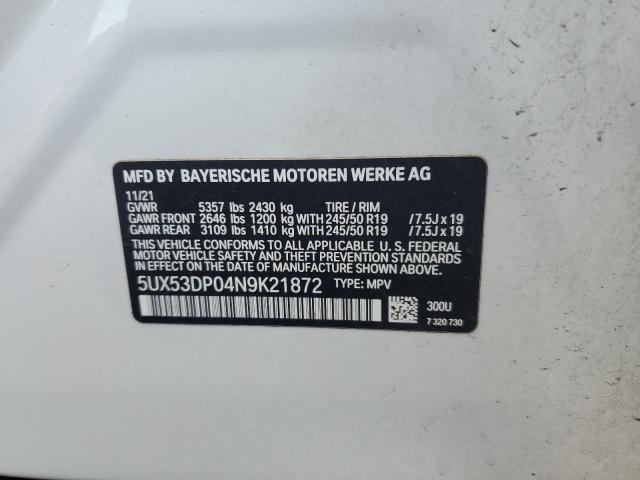 MFD BY BAYERISCHE MOTOREN WERKE AG
11/21
GVWR 5357 lbs 2430 kg TIRE / RIM
GAWR FRONT 2646 lbs 1200 kg WITH 245/50 R19 /7.5J x 19
GAWR REAR 3109 lbs 1410 kg WITH 245/50 R19 /7.5J x 19
THIS VEHICLE CONFORMS TO ALL APPLICABLE U. S. FEDERAL
MOTOR VEHICLE SAFETY AND THEFT PREVENTION STANDARDS
IN EFFECT ON THE DATE OF MANUFACTURE SHOWN ABOVE.
5UX53DP04N9K21872 TYPE: MPV
300U
7 320 730